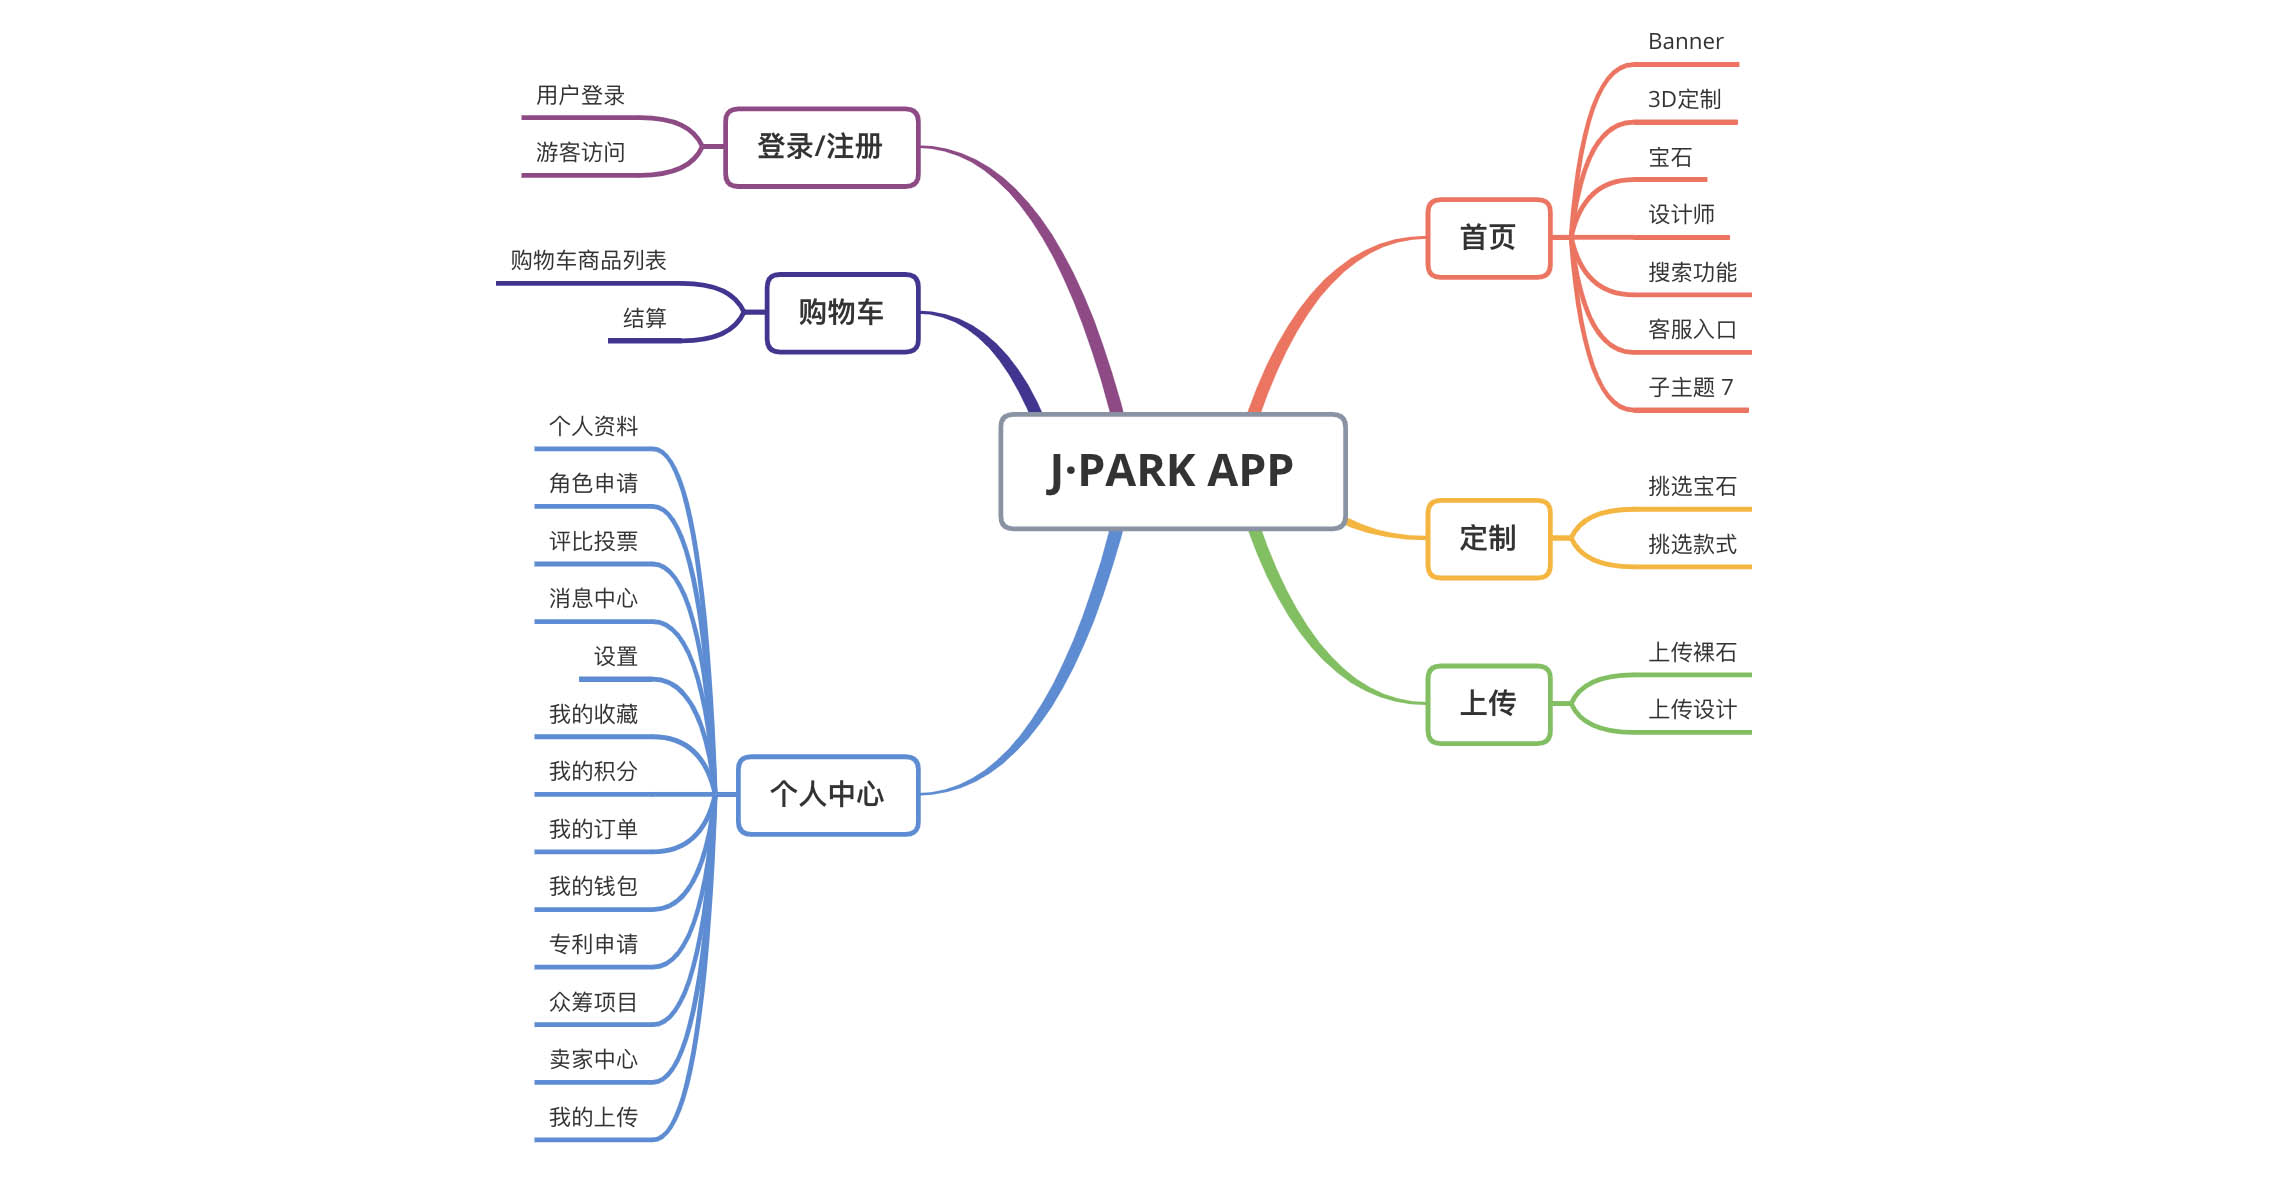 J·PARK APP
首页
Banner
3D定制
宝石
设计师
搜索功能
客服入口
子主题 7
定制
挑选宝石
挑选款式
上传
上传裸石
上传设计
登录/注册
用户登录
游客访问
购物车
购物车商品列表
结算
个人中心
个人资料
角色申请
评比投票
消息中心
设置
我的收藏
我的积分
我的订单
我的钱包
专利申请
众筹项目
卖家中心
我的上传